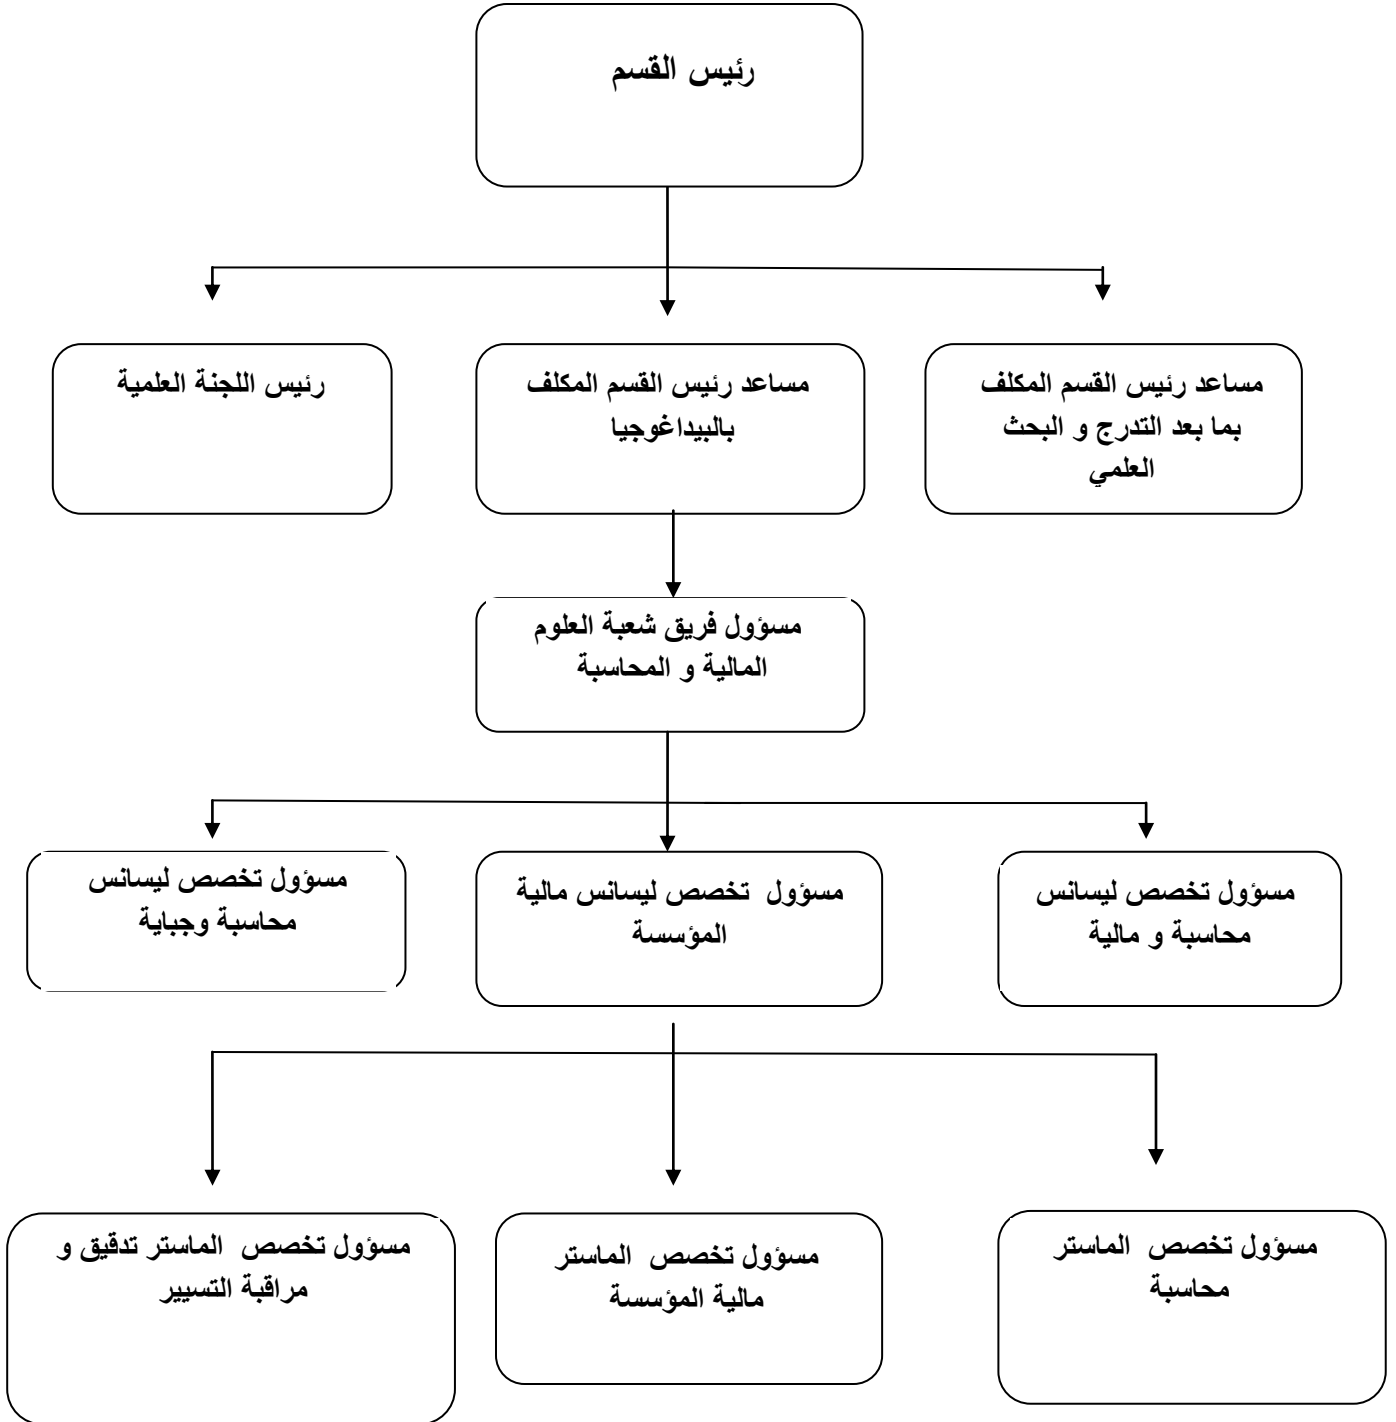 رئيس القسم
مساعد رئيس القسم المكلف
بما بعد التدرج و البحث
العلمي
مساعد رئيس القسم المكلف
بالبيداغوجيا
رئيس اللجنة العلمية
مسؤول فريق شعبة العلوم
المالية و المحاسبة
مسؤول تخصص ليسانس
محاسبة و مالية
مسؤول تخصص ليسانس مالية
المؤسسة
مسؤول تخصص ليسانس
محاسبة وجباية
مسؤول تخصص الماستر
محاسبة
مسؤول تخصص الماستر
مالية المؤسسة
مسؤول تخصص الماستر تدقيق و
مراقبة التسيير